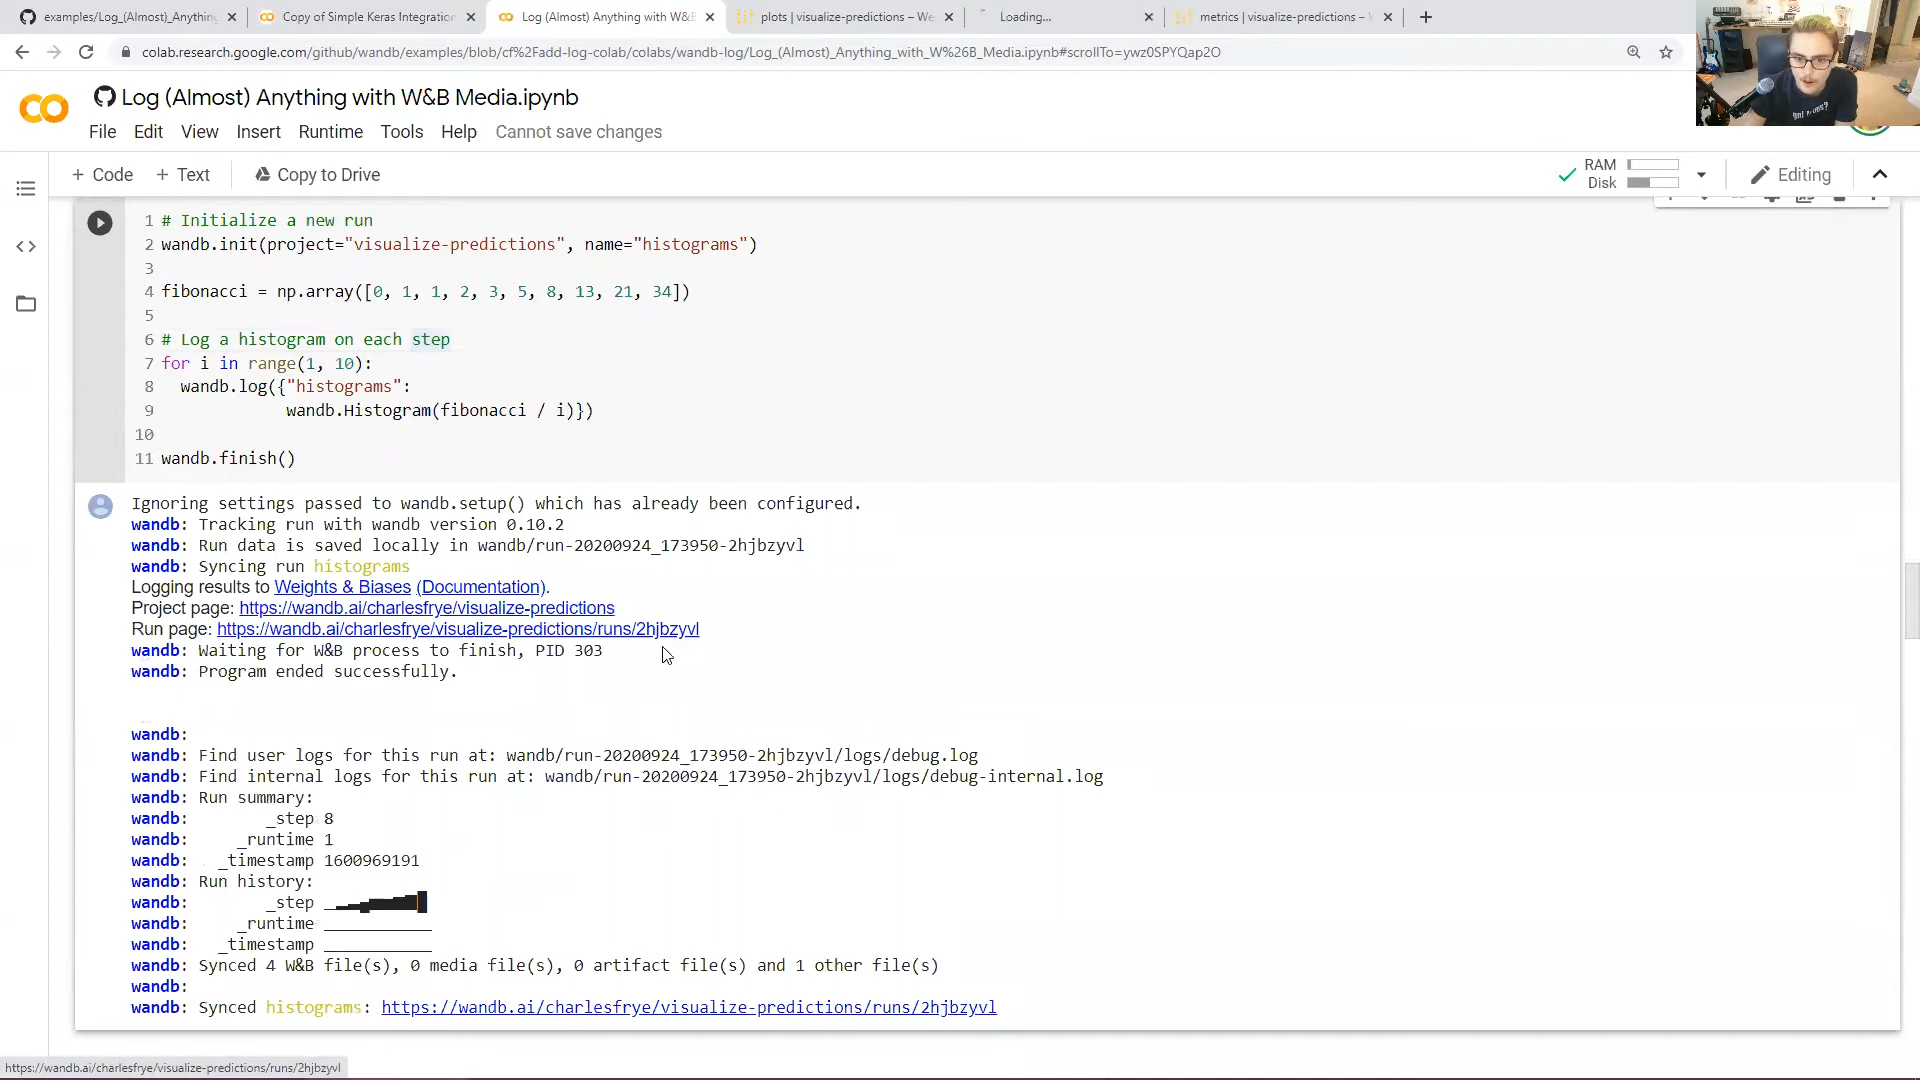 examples/Log_(Almost)_Anything
Copy of Simple Keras Integration
Log (Almost) Anything with W&B
plots | visualize-predictions – We
Loading...
metrics | visualize-predictions –
colab.research.google.com/github/wandb/examples/blob/cf%2Fadd-log-colab/colabs/wandb-log/Log_(Almost)_Anything_with_W%26B_Media.ipynb#scrollTo=ywz0SPYQap2O
Log (Almost) Anything with W&B Media.ipynb
File Edit View Insert Runtime Tools Help Cannot save changes
+ Code + Text Copy to Drive
RAM
Disk
Editing
1 # Initialize a new run
2 wandb.init(project="visualize-predictions", name="histograms")
3
4 fibonacci = np.array([0, 1, 1, 2, 3, 5, 8, 13, 21, 34])
5
6 # Log a histogram on each step
7 for i in range(1, 10):
8 wandb.log({"histograms":
9 wandb.Histogram(fibonacci / i)})
10
11 wandb.finish()
Ignoring settings passed to wandb.setup() which has already been configured.
wandb: Tracking run with wandb version 0.10.2
wandb: Run data is saved locally in wandb/run-20200924_173950-2hjbzyvl
wandb: Syncing run histograms
Logging results to Weights & Biases (Documentation).
Project page: https://wandb.ai/charlesfrye/visualize-predictions
Run page: https://wandb.ai/charlesfrye/visualize-predictions/runs/2hjbzyvl
wandb: Waiting for W&B process to finish, PID 303
wandb: Program ended successfully.
wandb:
wandb: Find user logs for this run at: wandb/run-20200924_173950-2hjbzyvl/logs/debug.log
wandb: Find internal logs for this run at: wandb/run-20200924_173950-2hjbzyvl/logs/debug-internal.log
wandb: Run summary:
wandb: _step 8
wandb: _runtime 1
wandb: _timestamp 1600969191
wandb: Run history:
wandb: _step
wandb: _runtime
wandb: _timestamp
wandb: Synced 4 W&B file(s), 0 media file(s), 0 artifact file(s) and 1 other file(s)
wandb:
wandb: Synced histograms: https://wandb.ai/charlesfrye/visualize-predictions/runs/2hjbzyvl
https://wandb.ai/charlesfrye/visualize-predictions/runs/2hjbzyvl